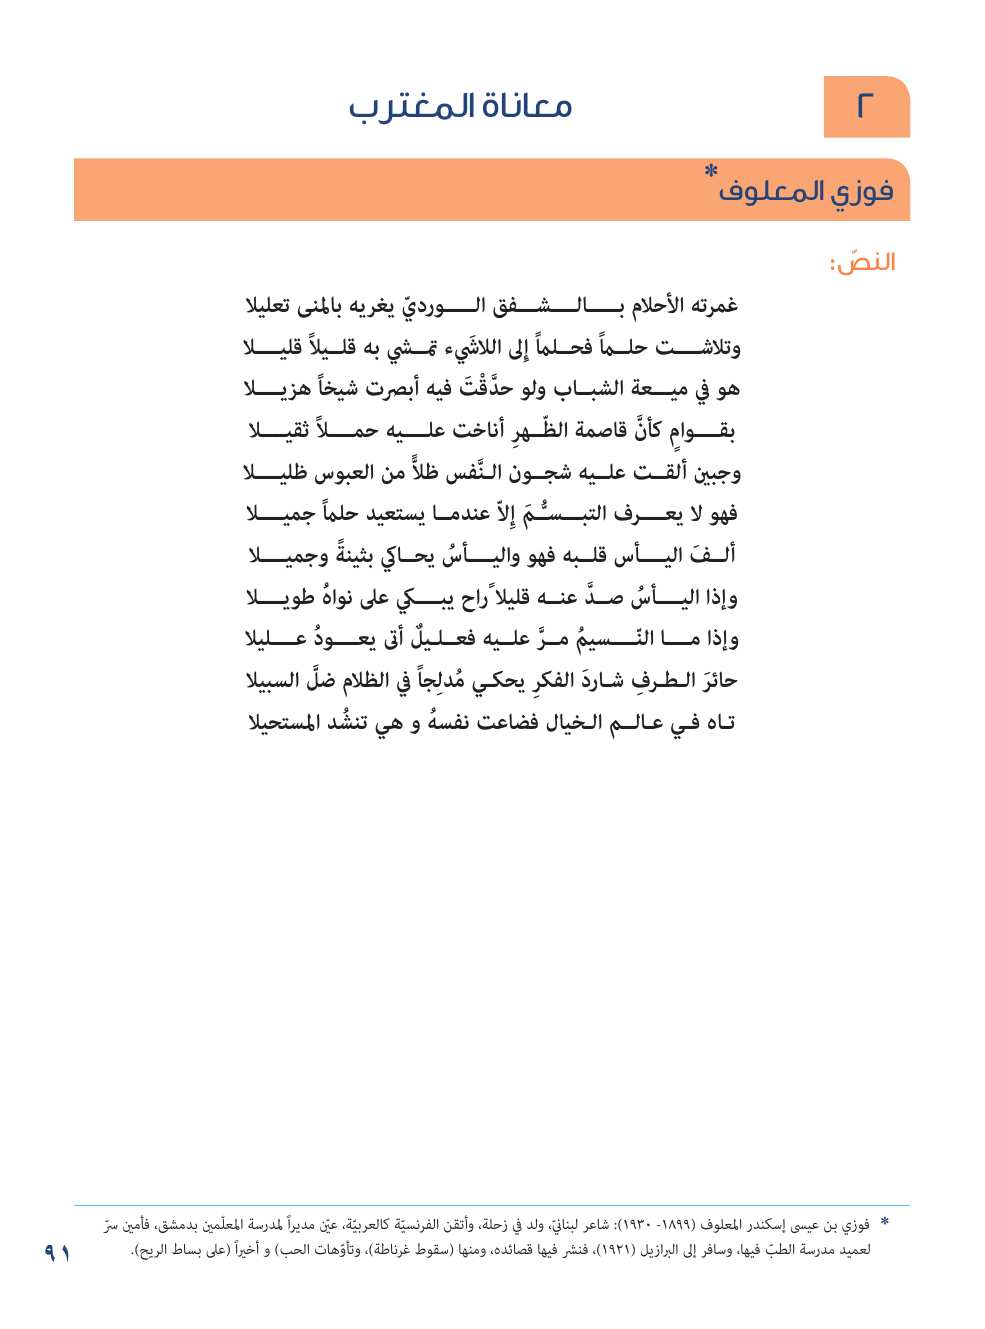 ٢
معاناة المغترب
فوزي المعلوف*
النصّ:
غمرته الأحلام بالشفق الورديّ يغريه بالمنى تعليلا
وتلاشت حلماً فحلماً إلى اللاشَيء تمشي به قليلاً قليلا
هو في ميعة الشباب ولو حدَّقْتَ فيه أبصرت شيخاً هزيلا
بقوامٍ كأنَّ قاصمة الظّهرِ أناخت عليه حملاً ثقيلا
وجبين ألقت عليه شجون النَّفس ظلاًّ من العبوس ظليلا
فهو لا يعرف التبسُّمَ إِلاّ عندما يستعيد حلماً جميلا
ألفَ اليأس قلبه فهو واليأسُ يحاكي بثينةً وجميلا
وإذا اليأسُ صدَّ عنه قليلاً راح يبكي على نواهُ طويلا
وإذا ما النّسيمُ مرَّ عليه فعليلٌ أتى يعودُ عليلا
حائرَ الطرفِ شاردَ الفكرِ يحكي مُدلِجاً في الظلام ضلَّ السبيلا
تاه في عالم الخيال فضاعت نفسهُ و هي تنشُد المستحيلا
* فوزي بن عيسى إسكندر المعلوف (١٨٩٩- ١٩٣٠): شاعر لبنانيّ، ولد في زحلة، وأتقن الفرنسيّة كالعربيّة، عيّن مديراً لمدرسة المعلّمين بدمشق، فأمين سرّ
لعميد مدرسة الطبّ فيها، وسافر إلى البرازيل (١٩٢١)، فنشر فيها قصائده، ومنها (سقوط غرناطة)، وتأوّهات الحب) و أخيراً (على بساط الريح).
٩١